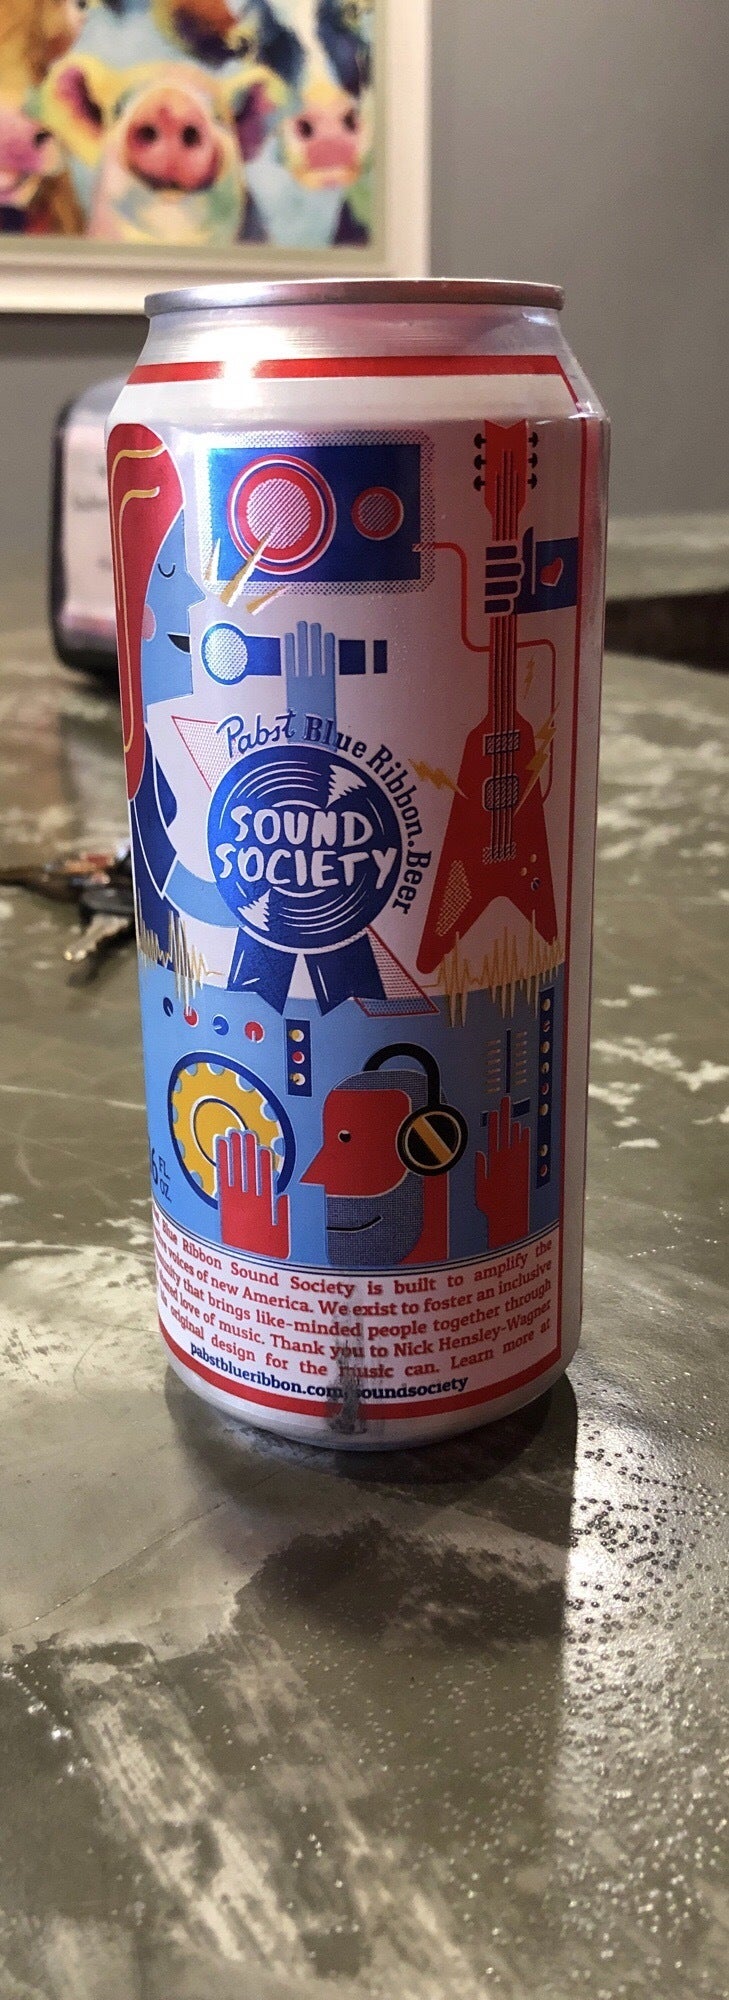 Pabst Blue Ribbon. Beer
SOUND
SOCIETY
FL.
OZ.
Blue Ribbon Sound Society is built to amplify the
voices of new America. We exist to foster an inclusive
that brings like-minded people together through
love of music. Thank you to Nick Hensley-Wagner
original design for the music can. Learn more at
pabstblueribbon.com/soundsociety